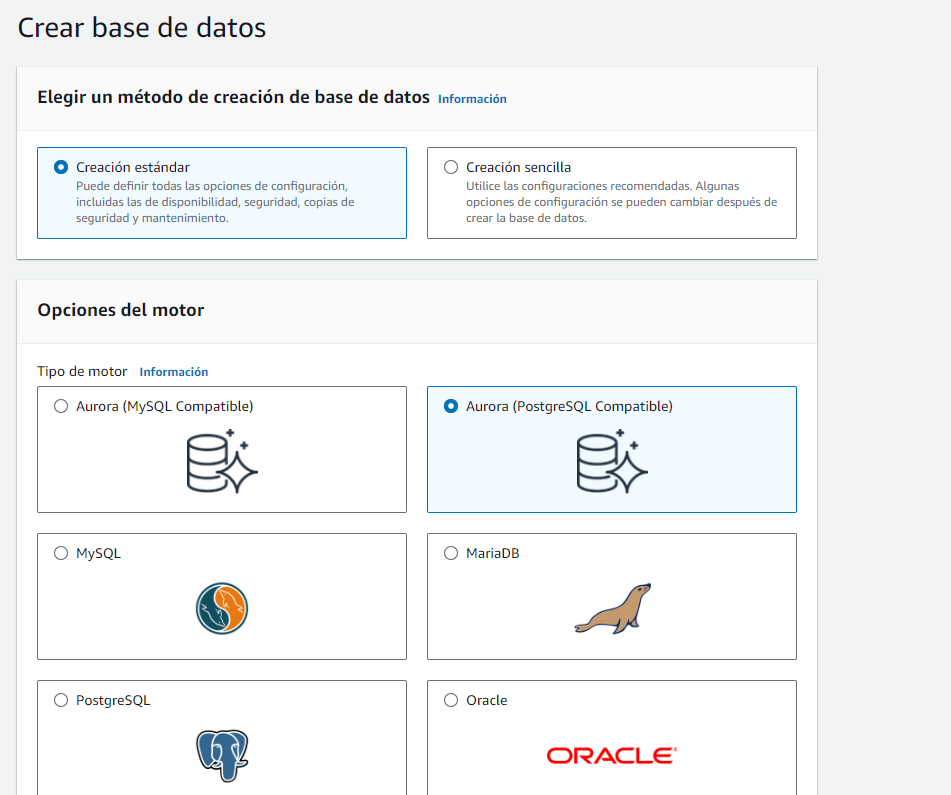 Crear base de datos
Elegir un método de creación de base de datos Información
Creación estándar
Puede definir todas las opciones de configuración,
incluidas las de disponibilidad, seguridad, copias de
seguridad y mantenimiento.
Creación sencilla
Utilice las configuraciones recomendadas. Algunas
opciones de configuración se pueden cambiar después de
crear la base de datos.
Opciones del motor
Tipo de motor Información
Aurora (MySQL Compatible)
Aurora (PostgreSQL Compatible)
MySQL
MariaDB
PostgreSQL
Oracle
ORACLE